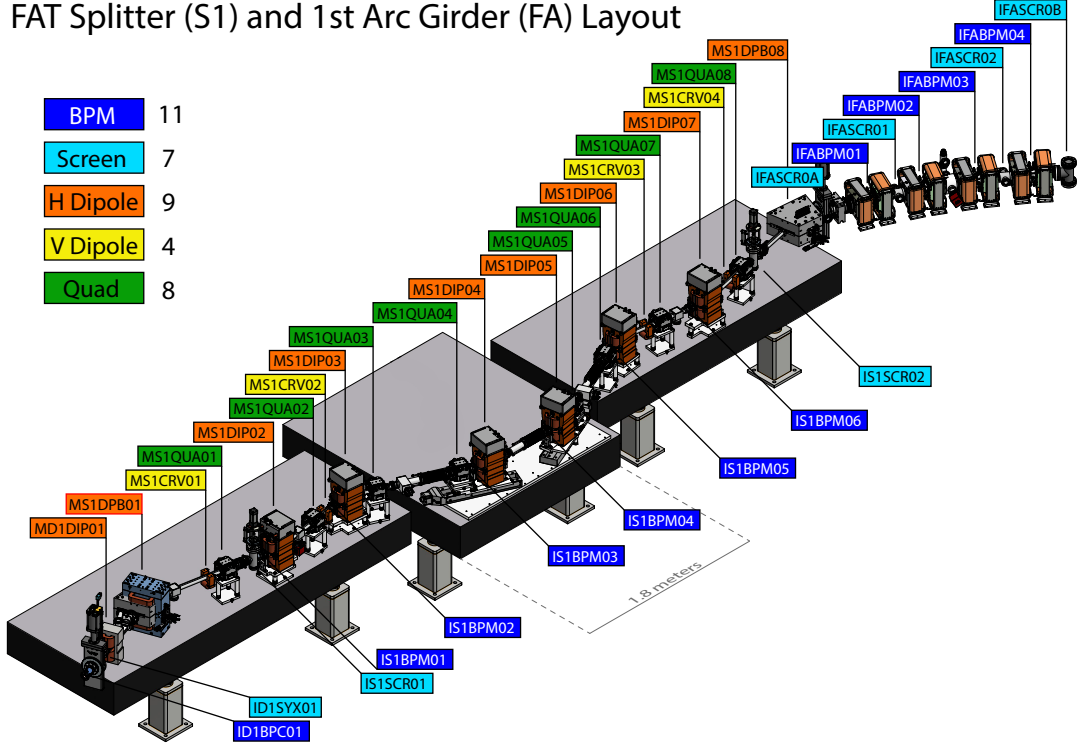 FAT Splitter (S1) and 1st Arc Girder (FA) Layout
BPM 11
Screen 7
H Dipole 9
V Dipole 4
Quad 8
IFASCR0B
IFABPM04
IFASCR02
IFABPM03
IFABPM02
IFASCR01
IFABPM01
IFASCR0A
MS1DPB08
MS1QUA08
MS1CRV04
MS1DIP07
MS1QUA07
MS1CRV03
MS1DIP06
MS1QUA06
MS1QUA05
MS1DIP05
MS1DIP04
MS1QUA04
MS1QUA03
MS1DIP03
MS1CRV02
MS1QUA02
MS1DIP02
MS1QUA01
MS1CRV01
MS1DPB01
MD1DIP01
IS1SCR02
IS1BPM06
IS1BPM05
IS1BPM04
IS1BPM03
1.8 meters
IS1BPM02
IS1BPM01
IS1SCR01
ID1SYX01
ID1BPC01